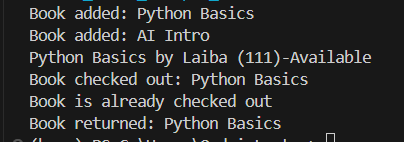 Book added: Python Basics
Book added: AI Intro
Python Basics by Laiba (111)-Available
Book checked out: Python Basics
Book is already checked out
Book returned: Python Basics